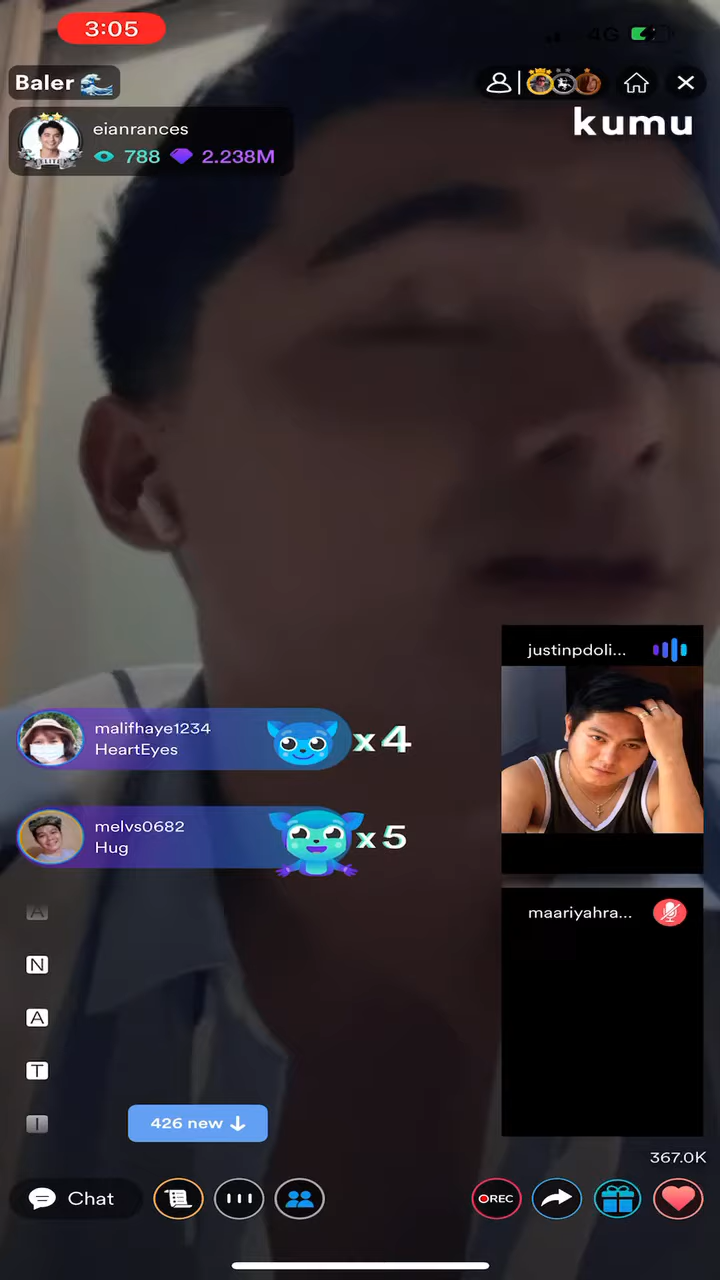 3:05
4G
Baler
kumu
eianrances
788 2.238M
ELITE
justinpdoli...
malifhaye1234
HeartEyes
x4
melvs0682
Hug
x5
maariyahra...
A
N
A
T
I
426 new
367.0K
Chat
REC